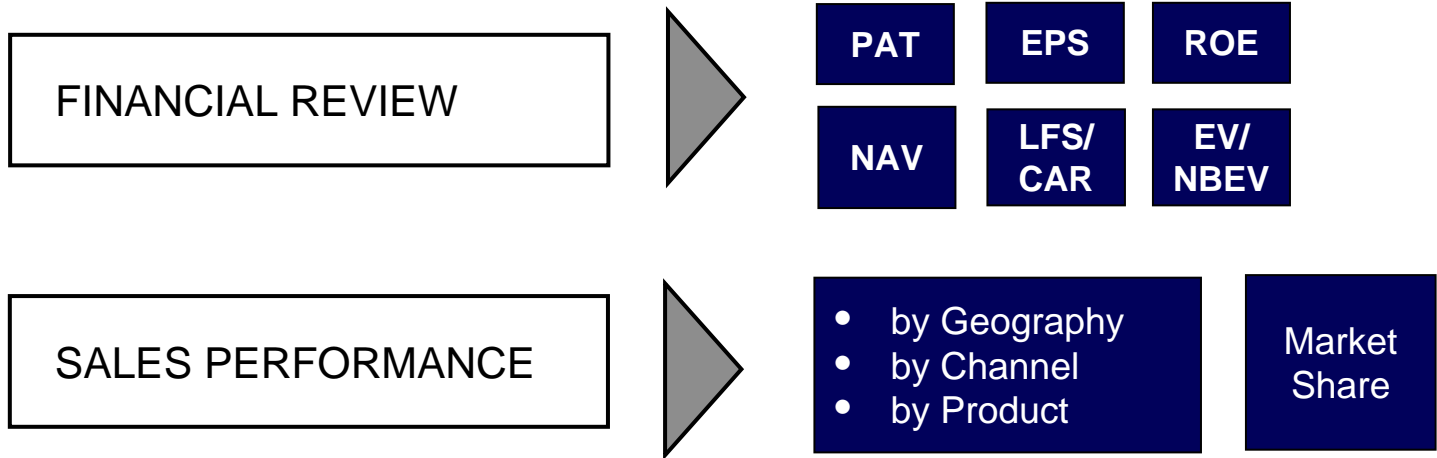 FINANCIAL REVIEW
PAT
EPS
ROE
NAV
LFS/
CAR
EV/
NBEV
SALES PERFORMANCE
• by Geography
• by Channel
• by Product
Market
Share